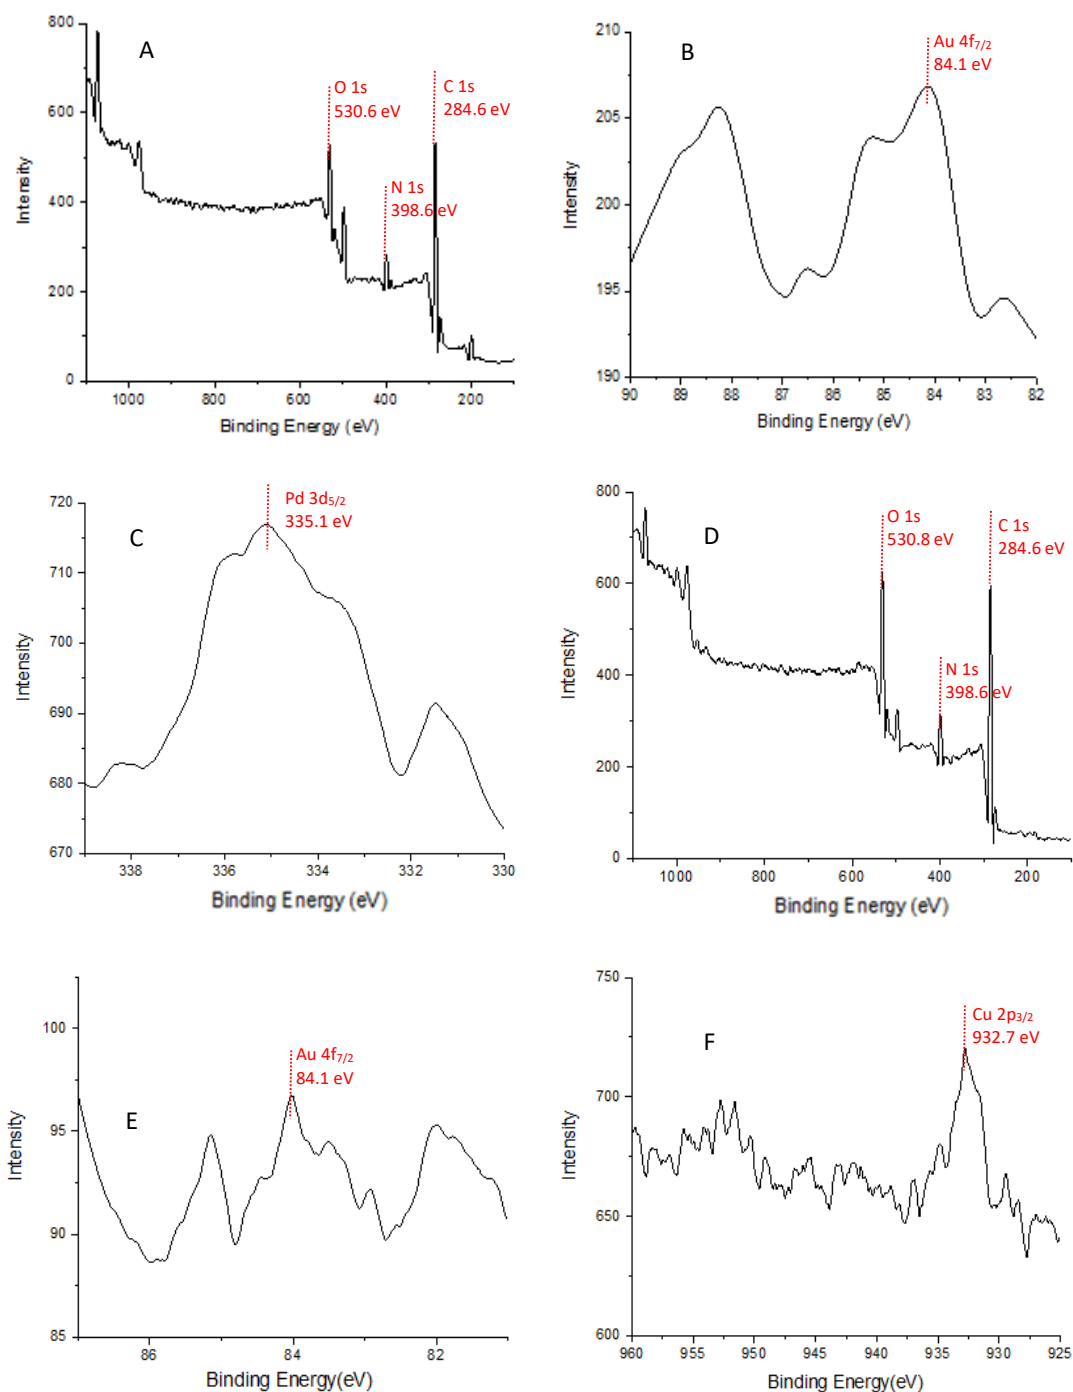 A
O 1s
530.6 eV
C 1s
284.6 eV
N 1s
398.6 eV
800
600
400
200
0
1000 800 600 400 200
Intensity
Binding Energy (eV)
B
Au 4f7/2
84.1 eV
210
205
200
195
190
90 89 88 87 86 85 84 83 82
Intensity
Binding Energy (eV)
C
Pd 3d5/2
335.1 eV
720
710
700
690
680
670
338 336 334 332 330
Intensity
Binding Energy (eV)
D
O 1s
530.8 eV
C 1s
284.6 eV
N 1s
398.6 eV
800
600
400
200
0
1000 800 600 400 200
Intensity
Binding Energy (eV)
E
Au 4f7/2
84.1 eV
100
95
90
85
86 84 82
Intensity
Binding Energy(eV)
F
Cu 2p3/2
932.7 eV
750
700
650
600
960 955 950 945 940 935 930 925
Intensity
Binding Energy(eV)